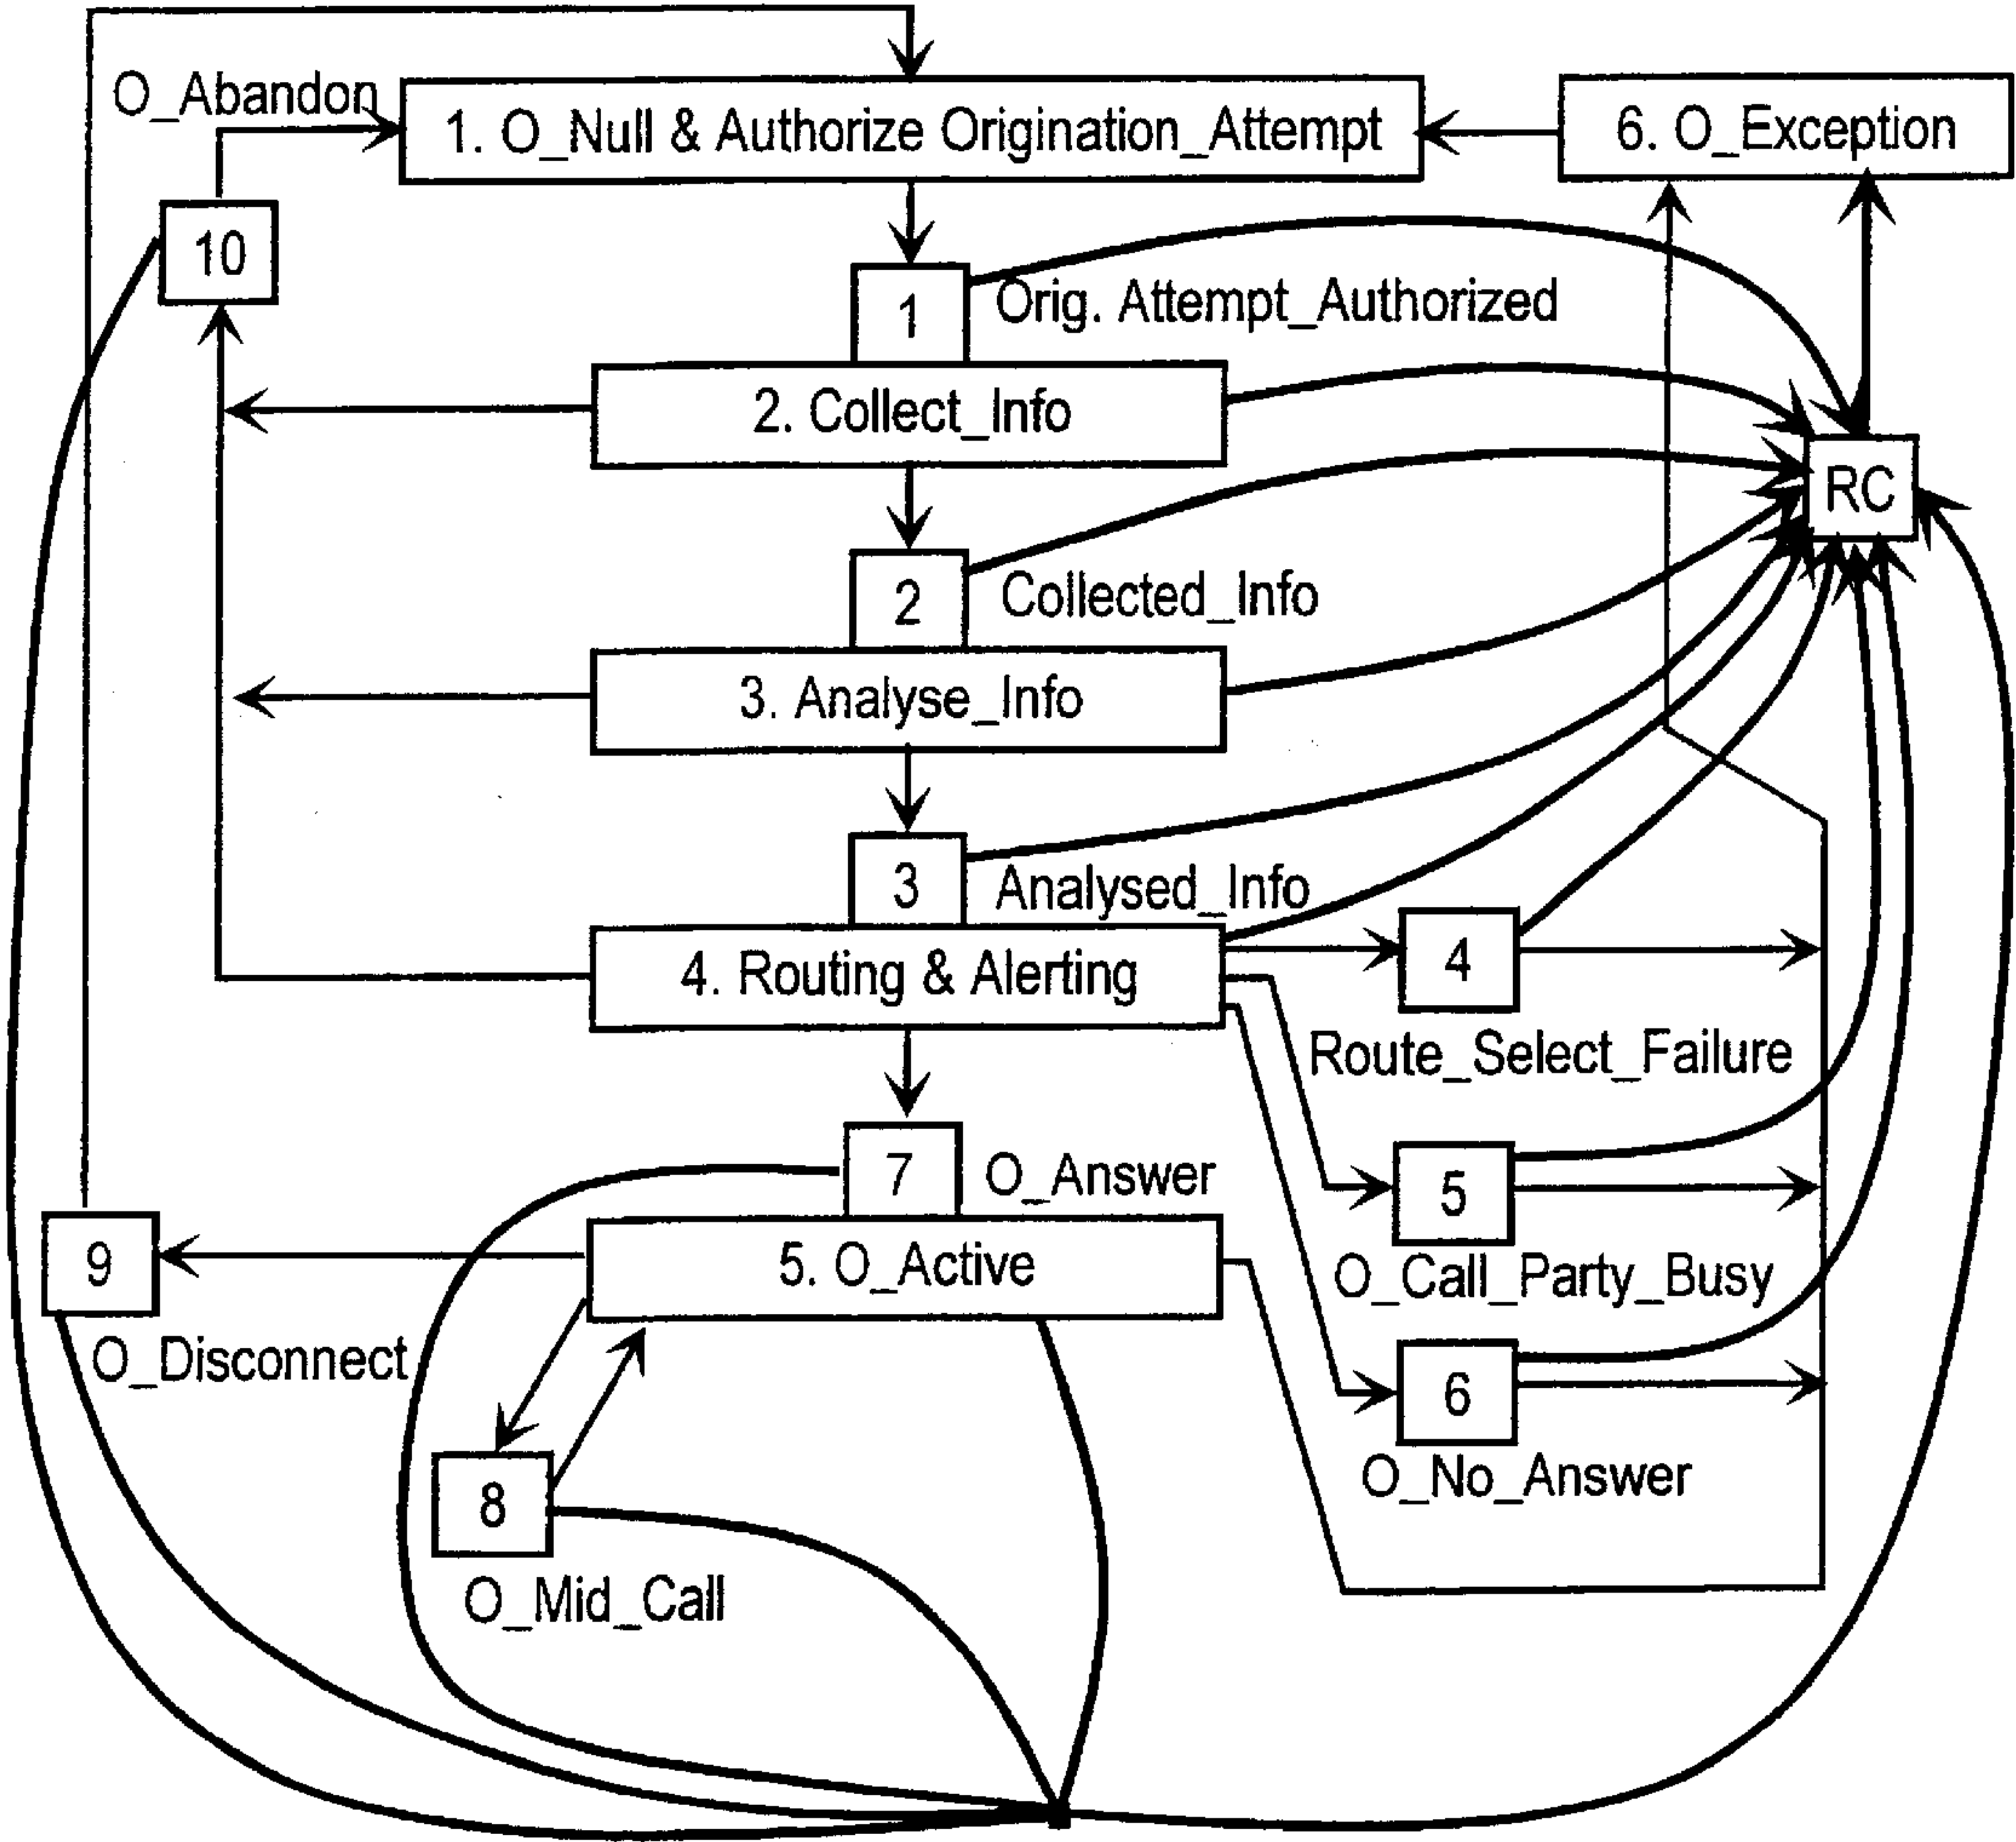 O_Abandon
1. O_Null & Authorize Origination_Attempt
6. O_Exception
10
1
Orig. Attempt_Authorized
2. Collect_Info
RC
2
Collected_Info
3. Analyse_Info
3
Analysed_Info
4. Routing & Alerting
4
Route_Select_Failure
7
O_Answer
5
9
5. O_Active
O_Call_Party_Busy
O_Disconnect
6
O_No_Answer
8
O_Mid_Call